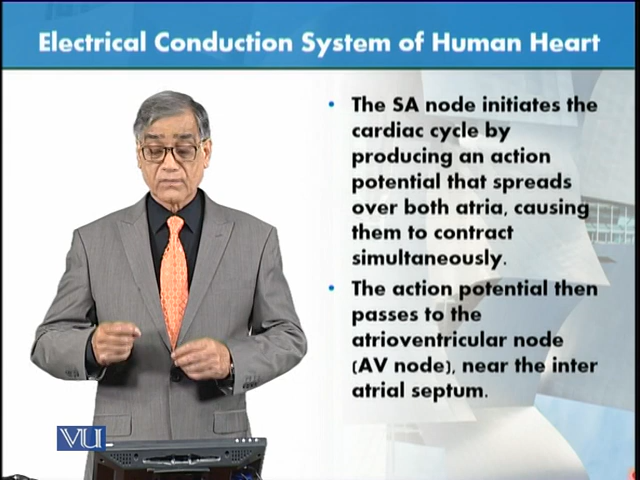 Electrical Conduction System of Human Heart
• The SA node initiates the
cardiac cycle by
producing an action
potential that spreads
over both atria, causing
them to contract
simultaneously.
• The action potential then
passes to the
atrioventricular node
(AV node), near the inter
atrial septum.
VU